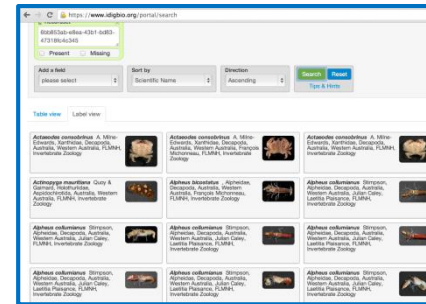 https://www.idigbio.org/portal/search
6bb853ab-e8ea-43b1-bd83-
47318fc4c345
Present Missing
Add a field Sort by Direction
please select Scientific Name Ascending Search Reset
Tips & Hints
Table view Label view
Actaeodes consobrinus A. Milne-
Edwards, Xanthidae, Decapoda,
Australia, Western Australia, FLMNH,
Invertebrate Zoology
Actaeodes consobrinus A. Milne-
Edwards, Xanthidae, Decapoda,
Australia, Western Australia, François
Michonneau, FLMNH, Invertebrate
Zoology
Actaeodes consobrinus A. Milne-
Edwards, Xanthidae, Decapoda,
Australia, Western Australia, FLMNH,
Invertebrate Zoology
Actinopyga mauritiana Quoy &
Gaimard, Holothuriidae,
Aspidochirotida, Australia, Western
Australia, FLMNH, Invertebrate
Zoology
Alpheus bicostatus , Alpheidae,
Decapoda, Australia, Western
Australia, François Michonneau,
FLMNH, Invertebrate Zoology
Alpheus collumianus Stimpson,
Alpheidae, Decapoda, Australia,
Western Australia, Julian Caley,
Laetitia Plaisance, FLMNH,
Invertebrate Zoology
Alpheus collumianus Stimpson,
Alpheidae, Decapoda, Australia,
Western Australia, Julian Caley,
FLMNH, Invertebrate Zoology
Alpheus collumianus Stimpson,
Alpheidae, Decapoda, Australia,
Western Australia, Julian Caley,
Laetitia Plaisance, FLMNH,
Invertebrate Zoology
Alpheus collumianus Stimpson,
Alpheidae, Decapoda, Australia,
Western Australia, Julian Caley,
Laetitia Plaisance, FLMNH,
Invertebrate Zoology
Alpheus collumianus Stimpson,
Alpheidae, Decapoda, Australia,
Western Australia, Julian Caley,
Laetitia Plaisance, FLMNH,
Invertebrate Zoology
Alpheus collumianus Stimpson,
Alpheidae, Decapoda, Australia,
Western Australia, Julian Caley,
Laetitia Plaisance, FLMNH,
Invertebrate Zoology
Alpheus collumianus Stimpson,
Alpheidae, Decapoda, Australia,
Western Australia, Julian Caley,
Laetitia Plaisance, FLMNH,
Invertebrate Zoology